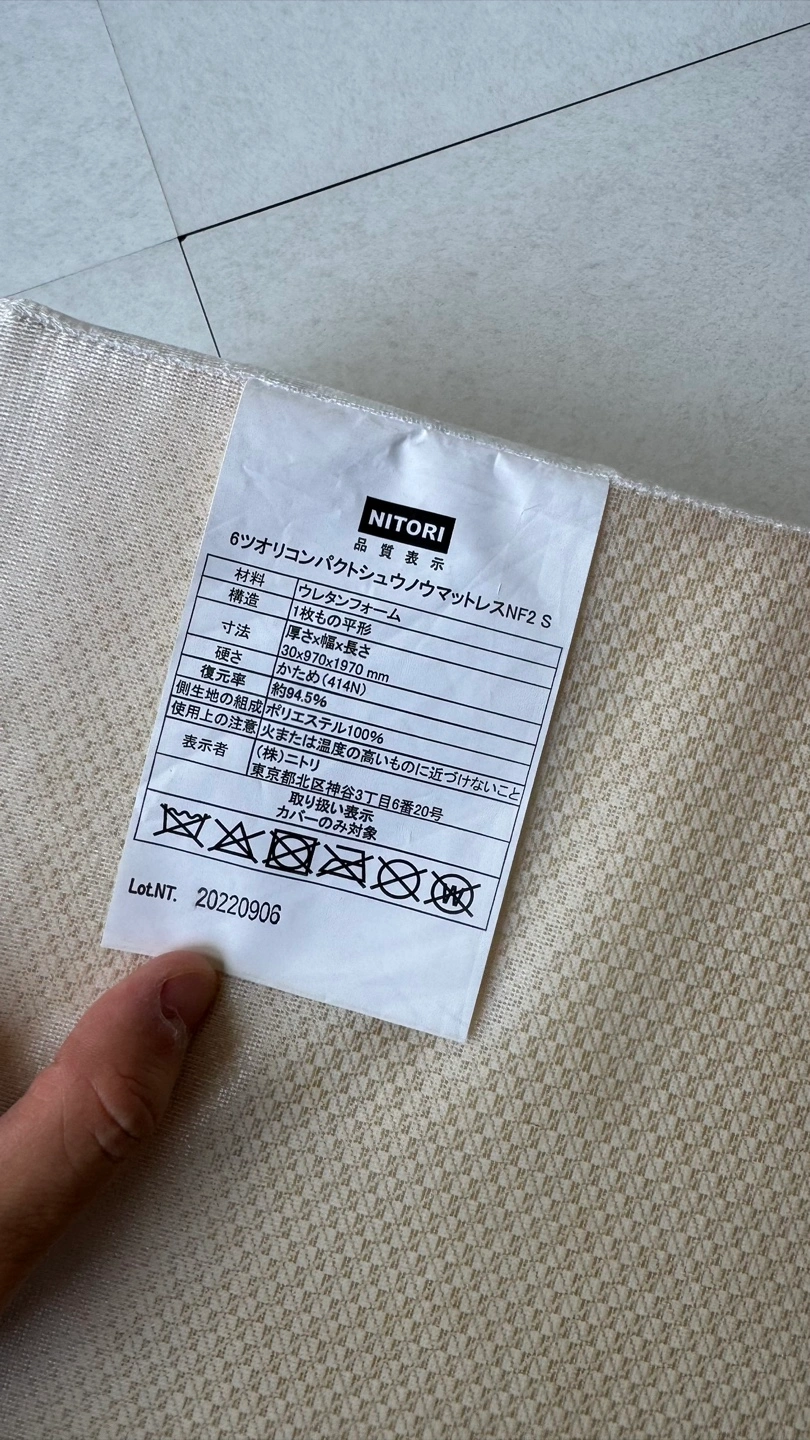 NITORI
品質表示
6ツオリコンパクトシュウノウマットレスNF2 S
材料 ウレタンフォーム
構造 1枚もの平形
寸法 厚さx幅x長さ
30x970x1970 mm
硬さ かため(414N)
復元率 約94.5%
側生地の組成 ポリエステル100%
使用上の注意 火または温度の高いものに近づけないこと
表示者 (株)ニトリ
東京都北区神谷3丁目6番20号
取り扱い表示
カバーのみ対象
W
Lot.NT. 20220906